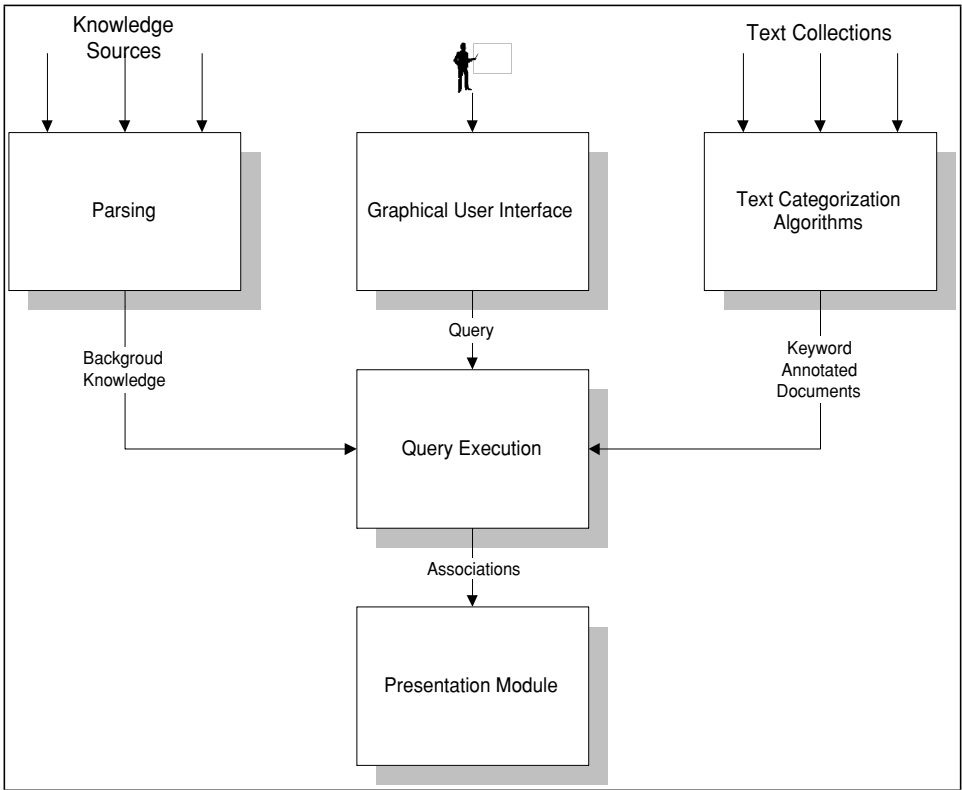 Knowledge
Sources
Text Collections
Parsing
Graphical User Interface
Text Categorization
Algorithms
Backgroud
Knowledge
Query
Keyword
Annotated
Documents
Query Execution
Associations
Presentation Module